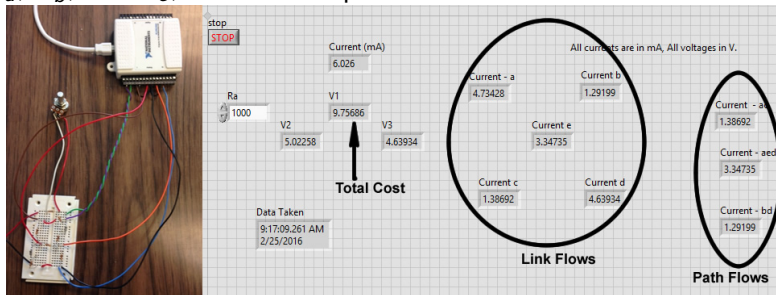 stop
STOP
Current (mA)
6.026
All currents are in mA, All voltages in V.
Ra
1000
V1
9.75686
V2
5.02258
V3
4.63934
Total Cost
Data Taken
9:17:09.261 AM
2/25/2016
Current - a
4.73428
Current b
1.29199
Current e
3.34735
Current c
1.38692
Current d
4.63934
Link Flows
Current - ac
1.38692
Current - aed
3.34735
Current - bd
1.29199
Path Flows